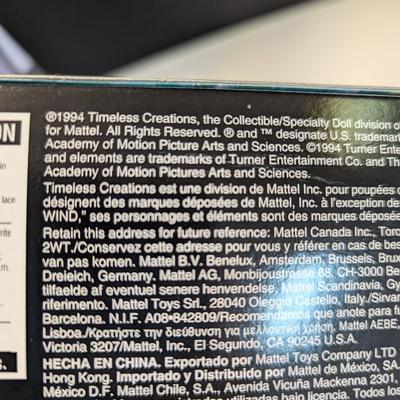 ON
in
lace
rite
m.
s.
®1994 Timeless Creations, the Collectible/Specialty Doll division of
for Mattel. All Rights Reserved. ® and ™ designate U.S. trademark
Academy of Motion Picture Arts and Sciences. ©1994 Turner Entert
and elements are trademarks of Turner Entertainment Co. and Th
Academy of Motion Pictures Arts and Sciences.
Timeless Creations est une division de Mattel Inc. pour poupées d
désignent des marques déposées de Mattel, Inc. à l'exception de
WIND," ses personnages et éléments sont des marques déposée
Retain this address for future reference: Mattel Canada Inc., Toro
2WT./Conservez cette adresse pour vous y référer en cas de bes
van pas komen. Mattel B.V. Benelux, Amsterdam, Brussels, Brux
Dreieich, Germany. Mattel AG, Monbijoustrasse 68, CH-3000 Be
tilfaelde af eventuel senere henvendelse. Mattel Scandinavia, Gy
riferimento. Mattel Toys Srl., 28040 Oleggio Castello, Italy./Sirvar
Barcelona. N.I.F. A08-842809/Recomendamos que anote para fu
Lisboa./Κρατήστε την διεύθυνση για μελλοντική χρήση. Mattel AEBE,
Victoria 3207/Mattel, Inc., El Segundo, CA 90245 U.S.A.
HECHA EN CHINA. Exportado por Mattel Toys Company LTD
Hong Kong. Importado y Distribuido por Mattel de México, S.A.
México D.F. Mattel Chile, S.A., Avenida Vicuña Mackenna 2301,